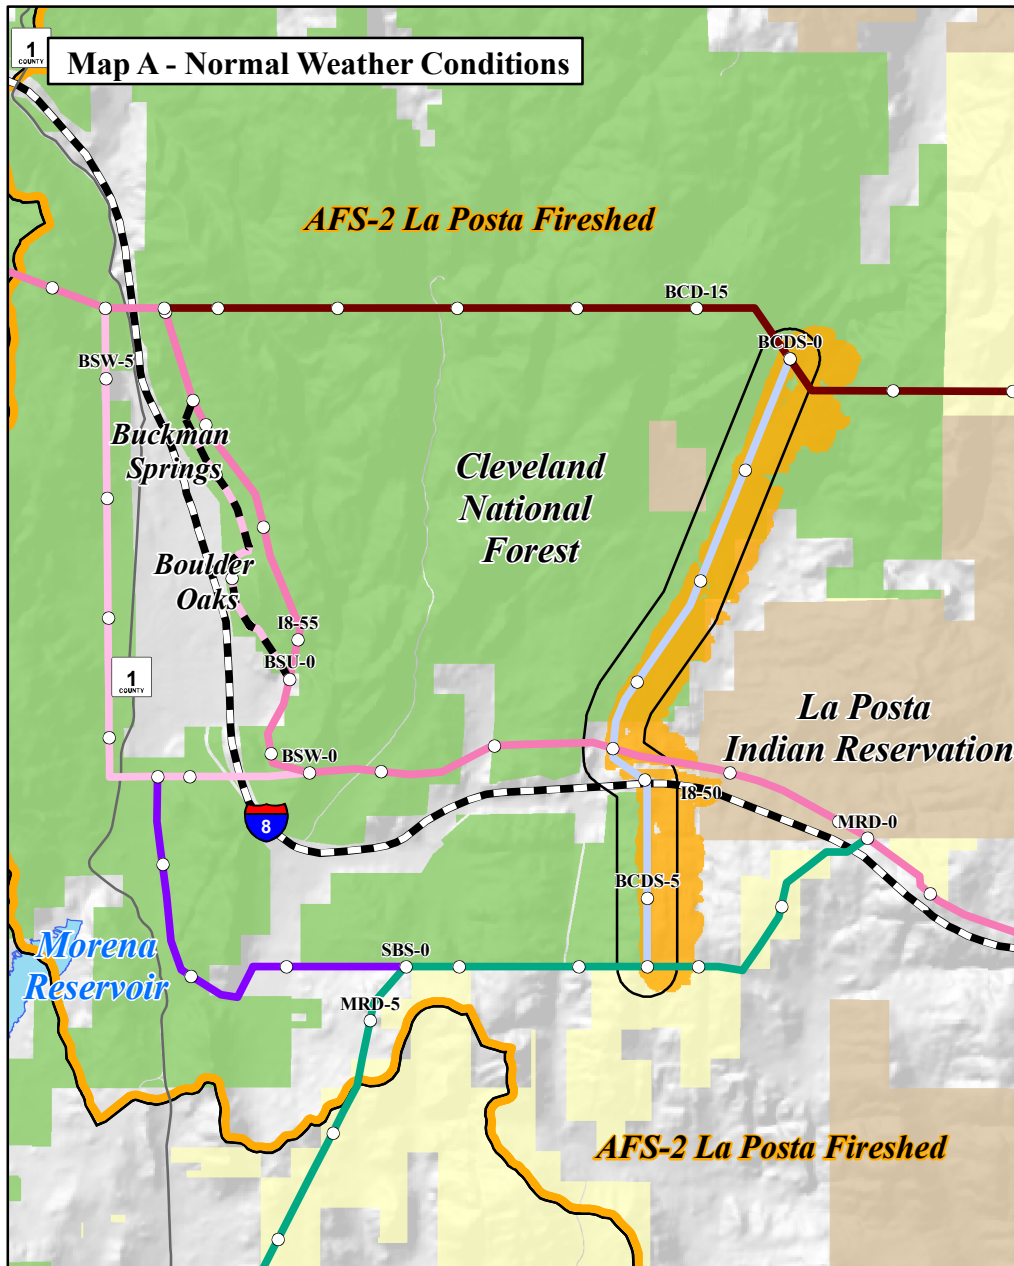 1
COUNTY
Map A - Normal Weather Conditions
AFS-2 La Posta Fireshed
BCD-15
BCDS-0
BSW-5
Buckman
Springs
Cleveland
National
Forest
Boulder
Oaks
I8-55
BSU-0
1
COUNTY
La Posta
Indian Reservation
BSW-0
I8-50
8
MRD-0
BCDS-5
Morena
Reservoir
SBS-0
MRD-5
AFS-2 La Posta Fireshed